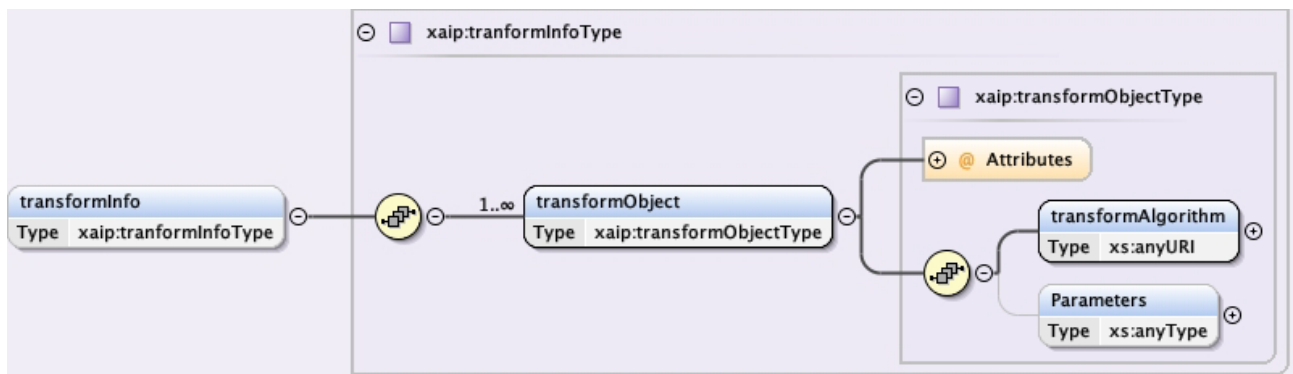 xaip:tranformInfoType
xaip:transformObjectType
@ Attributes
transformInfo
Type xaip:tranformInfoType
1..∞
transformObject
Type xaip:transformObjectType
transformAlgorithm
Type xs:anyURI
Parameters
Type xs:anyType